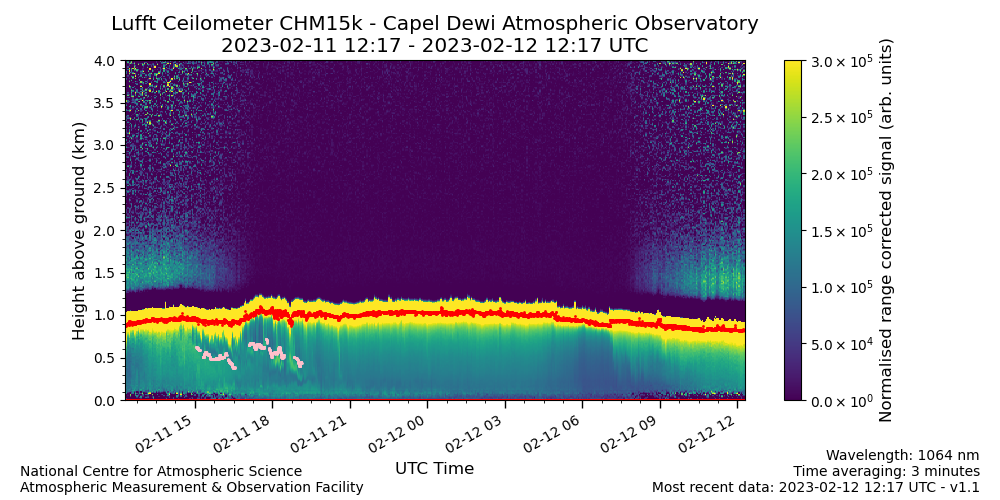 Lufft Ceilometer CHM15k - Capel Dewi Atmospheric Observatory
2023-02-11 12:17 - 2023-02-12 12:17 UTC
Height above ground (km)
4.0
3.5
3.0
2.5
2.0
1.5
1.0
0.5
0.0
02-11 15
02-11 18
02-11 21
02-12 00
02-12 03
02-12 06
02-12 09
02-12 12
UTC Time
3.0 × 10⁵
2.5 × 10⁵
2.0 × 10⁵
1.5 × 10⁵
1.0 × 10⁵
5.0 × 10⁴
0.0 × 10⁰
Normalised range corrected signal (arb. units)
National Centre for Atmospheric Science
Atmospheric Measurement & Observation Facility
Wavelength: 1064 nm
Time averaging: 3 minutes
Most recent data: 2023-02-12 12:17 UTC - v1.1